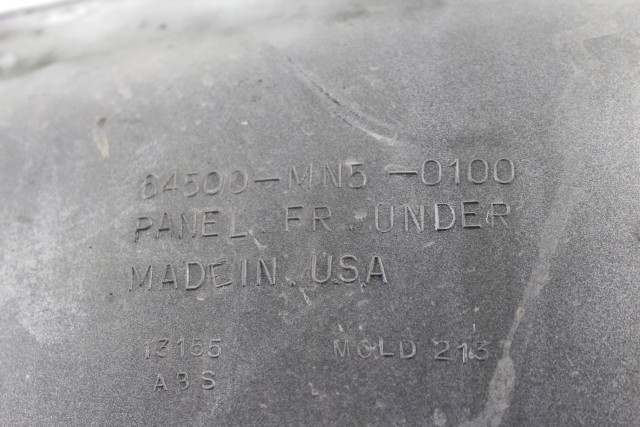 64500-MN5-0100
PANEL. FR. UNDER
MADE IN. USA
13155 MOLD 213
ABS